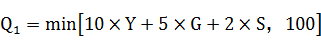 Q₁ = min[10 × Y + 5 × G + 2 × S，100]